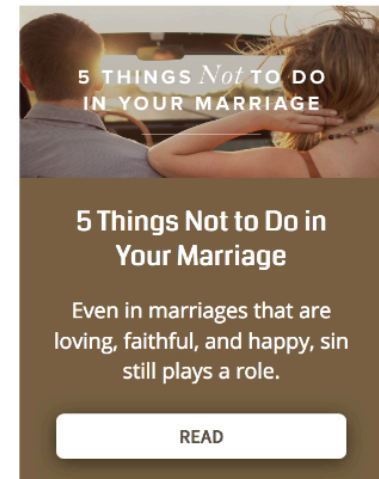 5 THINGS Not TO DO
IN YOUR MARRIAGE
5 Things Not to Do in
Your Marriage
Even in marriages that are
loving, faithful, and happy, sin
still plays a role.
READ